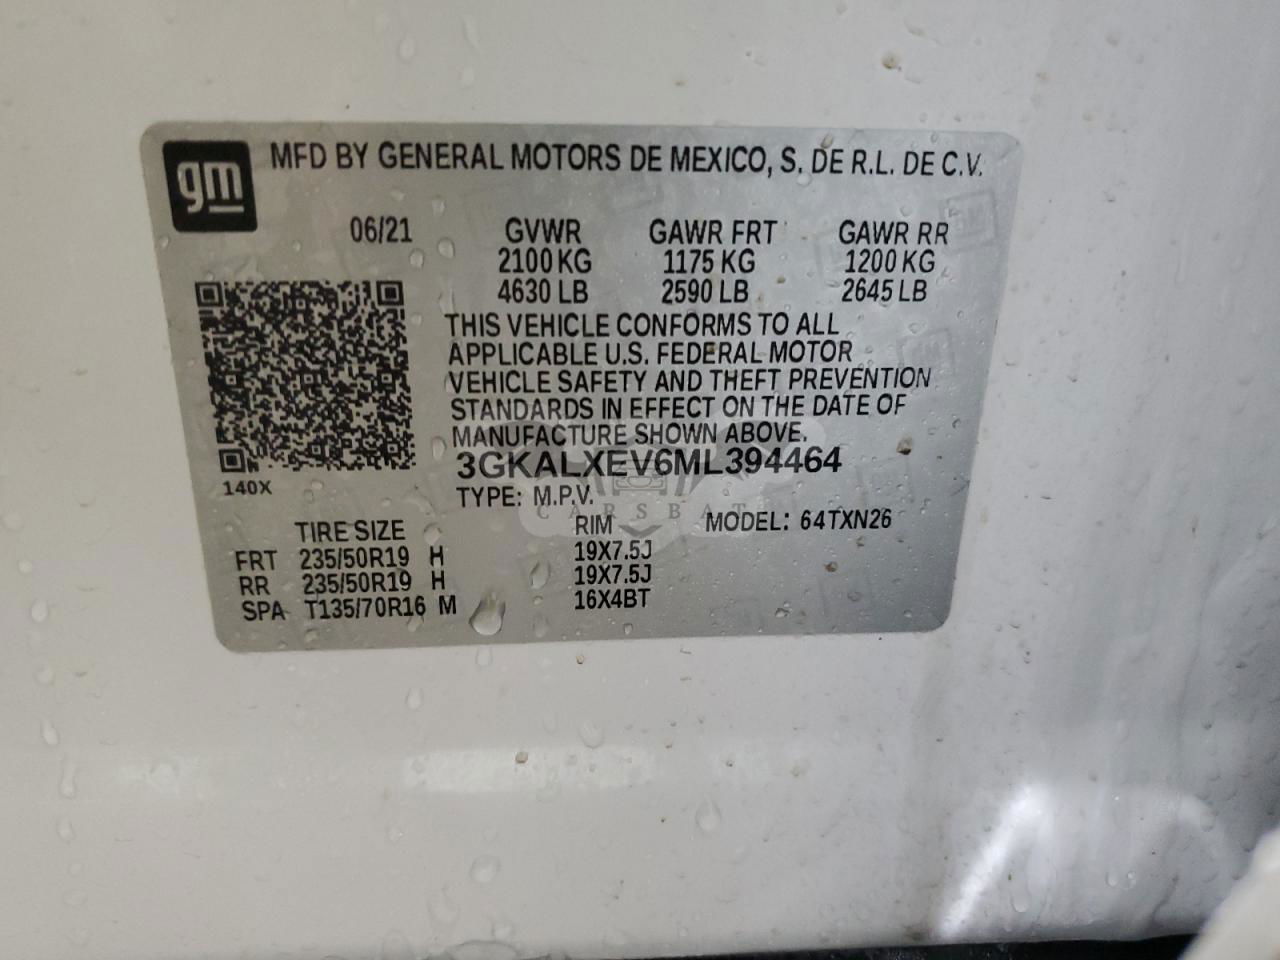 gm
MFD BY GENERAL MOTORS DE MEXICO, S. DE R.L. DE C.V.
06/21 GVWR GAWR FRT GAWR RR
2100 KG 1175 KG 1200 KG
4630 LB 2590 LB 2645 LB
THIS VEHICLE CONFORMS TO ALL
APPLICABLE U.S. FEDERAL MOTOR
VEHICLE SAFETY AND THEFT PREVENTION
STANDARDS IN EFFECT ON THE DATE OF
MANUFACTURE SHOWN ABOVE.
3GKALXEV6ML394464
140X
TYPE: M.P.V.
CARSBAT
TIRE SIZE RIM MODEL: 64TXN26
FRT 235/50R19 H 19X7.5J
RR 235/50R19 H 19X7.5J
SPA T135/70R16 M 16X4BT